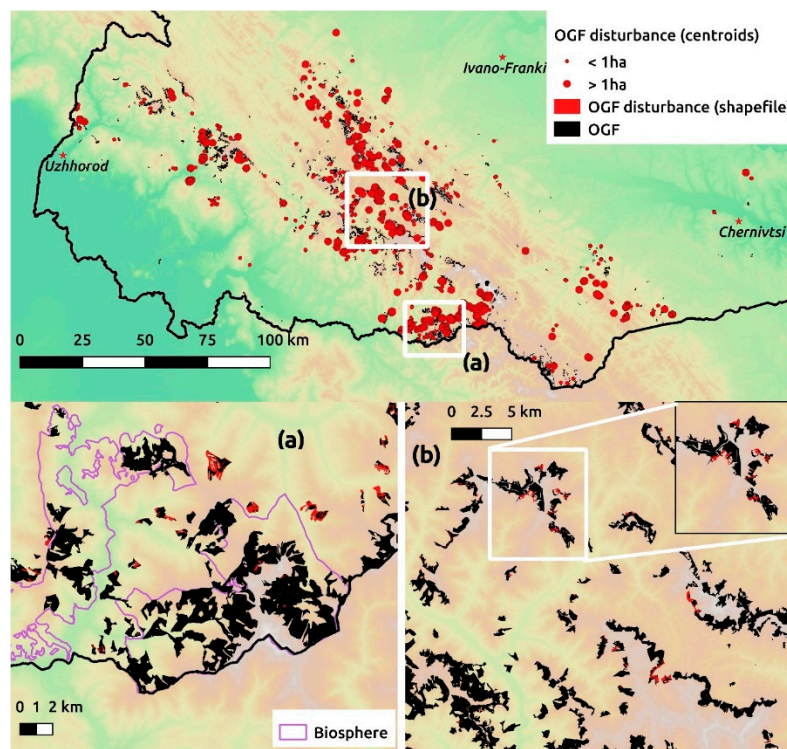 OGF disturbance (centroids)
< 1ha
> 1ha
OGF disturbance (shapefile)
OGF
Ivano-Franki
Uzhhorod
Chernivtsi
(b)
(a)
0 25 50 75 100 km
(a)
0 1 2 km
Biosphere
0 2.5 5 km
(b)